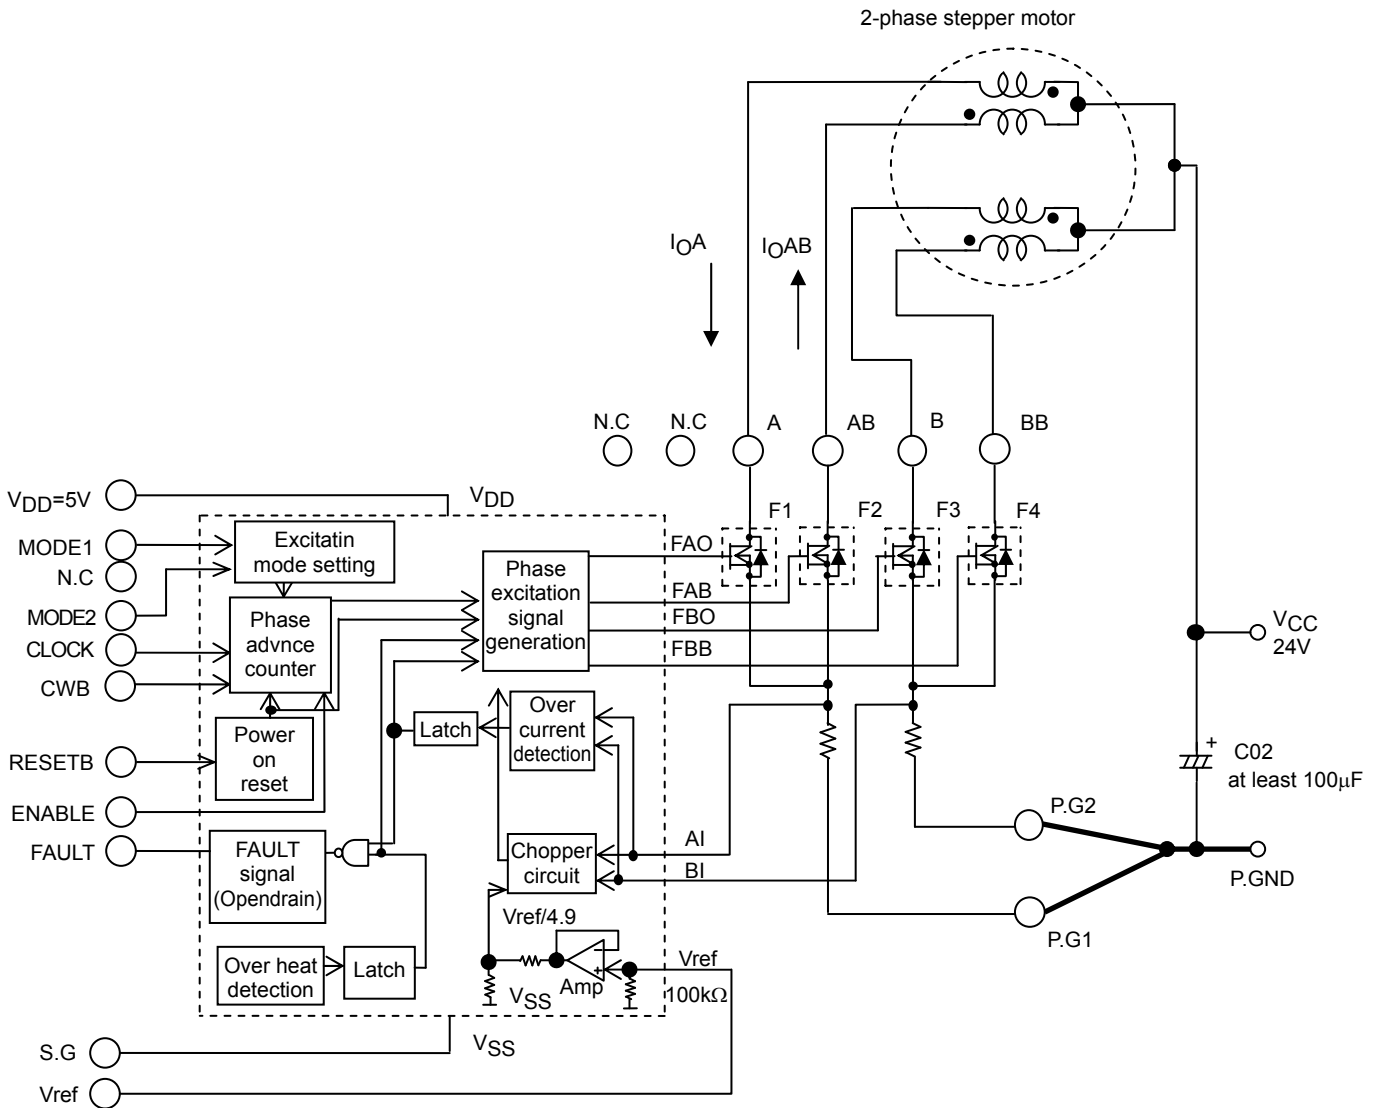 2-phase stepper motor
IOA
IOAB
N.C
N.C
A
AB
B
BB
VDD=5V
VDD
F1
F2
F3
F4
MODE1
Excitatin
mode setting
FAO
N.C
Phase
excitation
signal
generation
FAB
MODE2
Phase
advnce
counter
FBO
VCC
24V
CLOCK
FBB
CWB
Over
current
detection
Latch
Power
on
reset
RESETB
+
C02
at least 100μF
ENABLE
P.G2
FAULT
FAULT
signal
(Opendrain)
Chopper
circuit
AI
BI
P.GND
Vref/4.9
P.G1
Over heat
detection
Latch
-
+
Amp
Vref
100kΩ
VSS
VSS
S.G
Vref